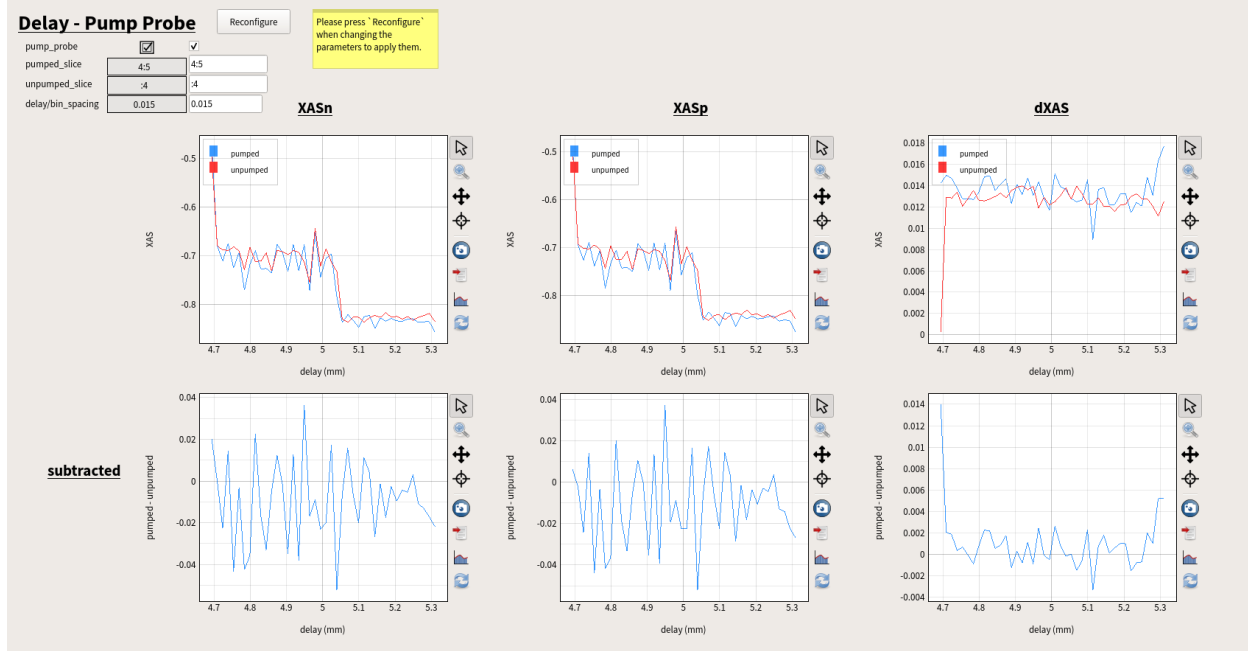 Delay - Pump Probe
Reconfigure
Please press `Reconfigure`
when changing the
parameters to apply them.
pump_probe
pumped_slice 4:5 4:5
unpumped_slice :4 :4
delay/bin_spacing 0.015 0.015
XASn
XASp
dXAS
pumped
unpumped
-0.5
-0.6
-0.7
-0.8
XAS
4.7 4.8 4.9 5 5.1 5.2 5.3
delay (mm)
pumped
unpumped
-0.5
-0.6
-0.7
-0.8
XAS
4.7 4.8 4.9 5 5.1 5.2 5.3
delay (mm)
pumped
unpumped
0.018
0.016
0.014
0.012
0.01
0.008
0.006
0.004
0.002
0
XAS
4.7 4.8 4.9 5 5.1 5.2 5.3
delay (mm)
subtracted
0.04
0.02
0
-0.02
-0.04
pumped - unpumped
4.7 4.8 4.9 5 5.1 5.2 5.3
delay (mm)
0.04
0.02
0
-0.02
-0.04
pumped - unpumped
4.7 4.8 4.9 5 5.1 5.2 5.3
delay (mm)
0.014
0.012
0.01
0.008
0.006
0.004
0.002
0
-0.002
-0.004
pumped - unpumped
4.7 4.8 4.9 5 5.1 5.2 5.3
delay (mm)